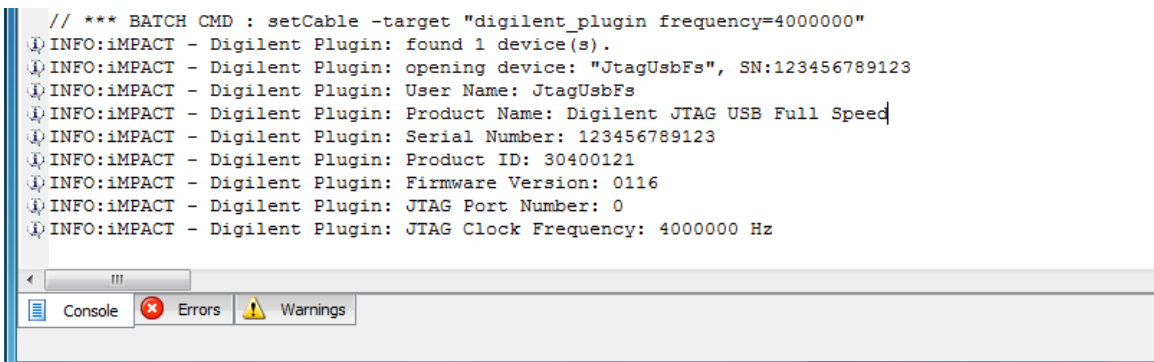 // *** BATCH CMD : setCable -target "digilent_plugin frequency=4000000"
INFO:iMPACT - Digilent Plugin: found 1 device(s).
INFO:iMPACT - Digilent Plugin: opening device: "JtagUsbFs", SN:123456789123
INFO:iMPACT - Digilent Plugin: User Name: JtagUsbFs
INFO:iMPACT - Digilent Plugin: Product Name: Digilent JTAG USB Full Speed
INFO:iMPACT - Digilent Plugin: Serial Number: 123456789123
INFO:iMPACT - Digilent Plugin: Product ID: 30400121
INFO:iMPACT - Digilent Plugin: Firmware Version: 0116
INFO:iMPACT - Digilent Plugin: JTAG Port Number: 0
INFO:iMPACT - Digilent Plugin: JTAG Clock Frequency: 4000000 Hz
Console Errors Warnings